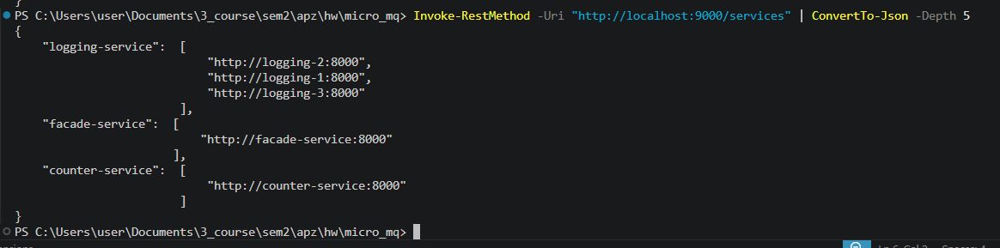 PS C:\Users\user\Documents\3_course\sem2\apz\hw\micro_mq> Invoke-RestMethod -Uri "http://localhost:9000/services" | ConvertTo-Json -Depth 5
{
    "logging-service":  [
                            "http://logging-2:8000",
                            "http://logging-1:8000",
                            "http://logging-3:8000"
                        ],
    "facade-service":  [
                           "http://facade-service:8000"
                       ],
    "counter-service":  [
                            "http://counter-service:8000"
                        ]
}
PS C:\Users\user\Documents\3_course\sem2\apz\hw\micro_mq>